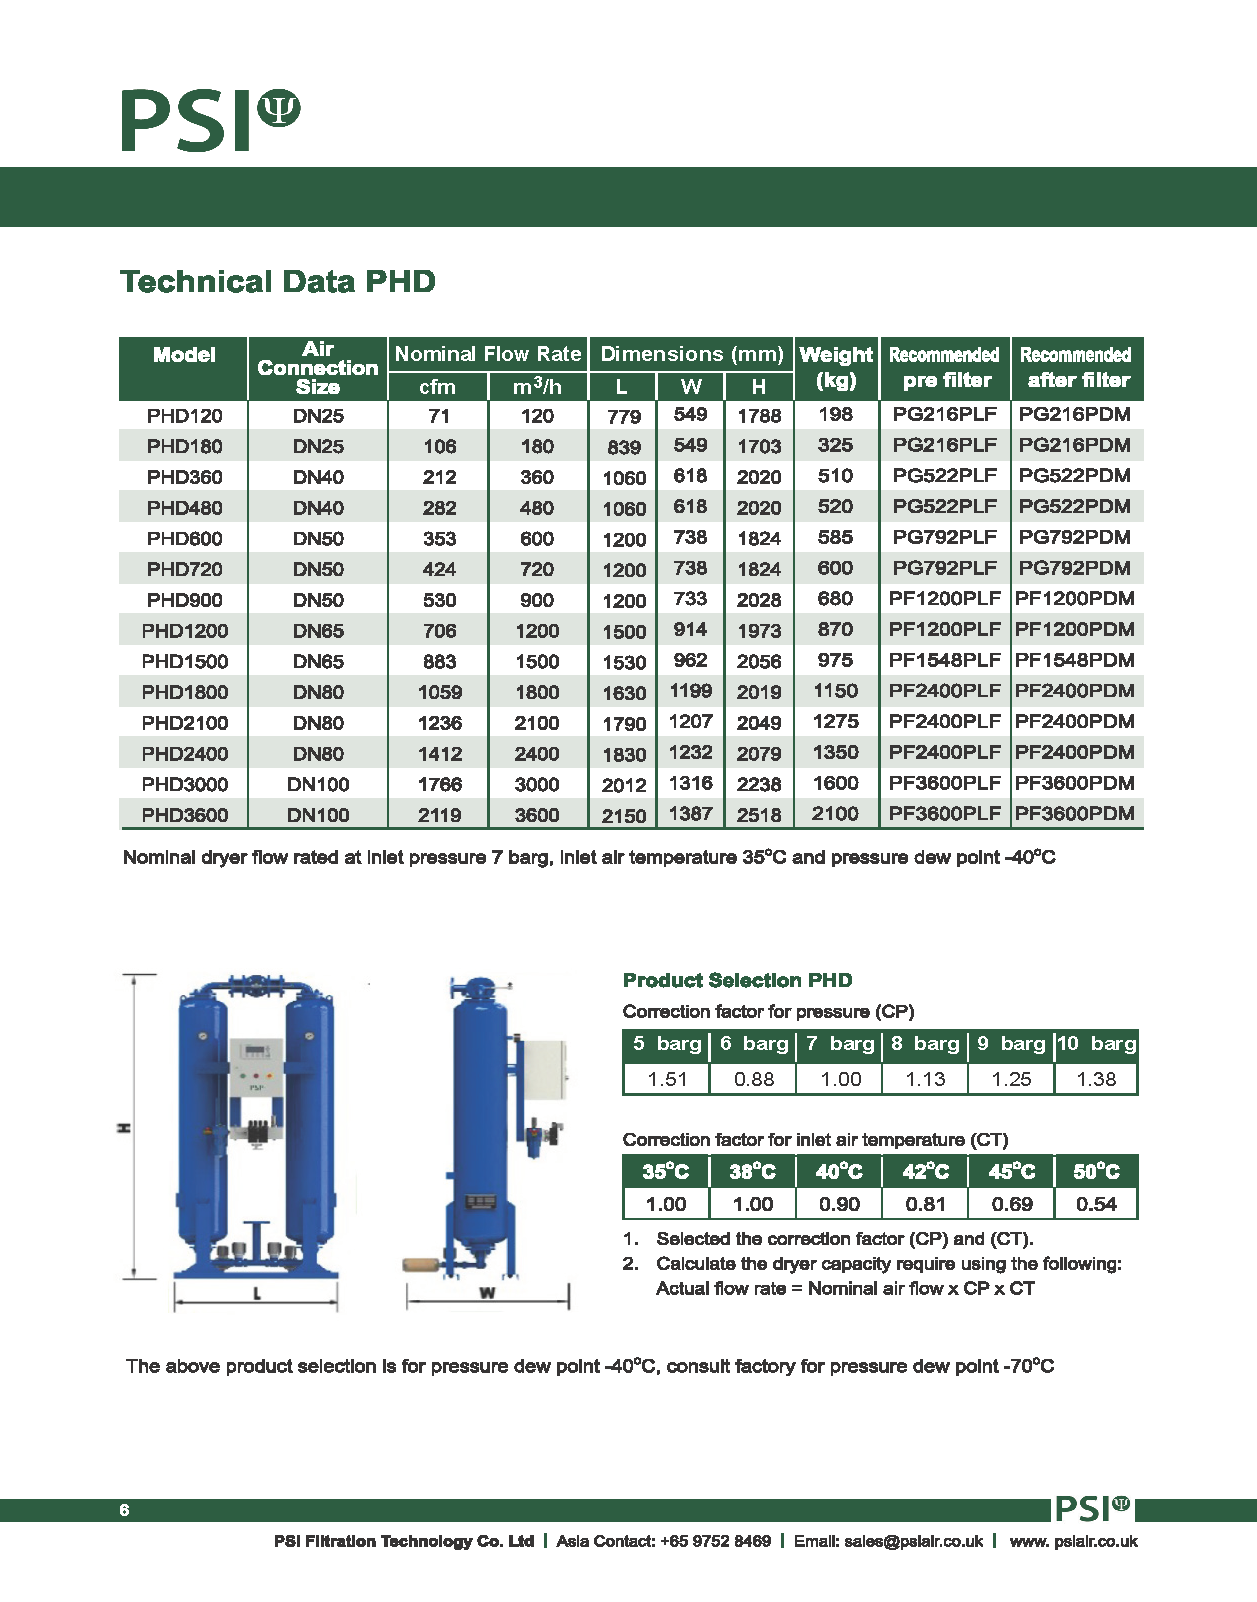 PSI Ψ
Technical Data PHD
Model | Air Connection Size | Nominal Flow Rate | Dimensions (mm) | Weight (kg) | Recommended pre filter | Recommended after filter
cfm | m³/h | L | W | H
PHD120 | DN25 | 71 | 120 | 779 | 549 | 1788 | 198 | PG216PLF | PG216PDM
PHD180 | DN25 | 106 | 180 | 839 | 549 | 1703 | 325 | PG216PLF | PG216PDM
PHD360 | DN40 | 212 | 360 | 1060 | 618 | 2020 | 510 | PG522PLF | PG522PDM
PHD480 | DN40 | 282 | 480 | 1060 | 618 | 2020 | 520 | PG522PLF | PG522PDM
PHD600 | DN50 | 353 | 600 | 1200 | 738 | 1824 | 585 | PG792PLF | PG792PDM
PHD720 | DN50 | 424 | 720 | 1200 | 738 | 1824 | 600 | PG792PLF | PG792PDM
PHD900 | DN50 | 530 | 900 | 1200 | 733 | 2028 | 680 | PF1200PLF | PF1200PDM
PHD1200 | DN65 | 706 | 1200 | 1500 | 914 | 1973 | 870 | PF1200PLF | PF1200PDM
PHD1500 | DN65 | 883 | 1500 | 1530 | 962 | 2056 | 975 | PF1548PLF | PF1548PDM
PHD1800 | DN80 | 1059 | 1800 | 1630 | 1199 | 2019 | 1150 | PF2400PLF | PF2400PDM
PHD2100 | DN80 | 1236 | 2100 | 1790 | 1207 | 2049 | 1275 | PF2400PLF | PF2400PDM
PHD2400 | DN80 | 1412 | 2400 | 1830 | 1232 | 2079 | 1350 | PF2400PLF | PF2400PDM
PHD3000 | DN100 | 1766 | 3000 | 2012 | 1316 | 2238 | 1600 | PF3600PLF | PF3600PDM
PHD3600 | DN100 | 2119 | 3600 | 2150 | 1387 | 2518 | 2100 | PF3600PLF | PF3600PDM
Nominal dryer flow rated at inlet pressure 7 barg, inlet air temperature 35°C and pressure dew point -40°C
H
PSI
L
W
Product Selection PHD
Correction factor for pressure (CP)
5 barg | 6 barg | 7 barg | 8 barg | 9 barg | 10 barg
1.51 | 0.88 | 1.00 | 1.13 | 1.25 | 1.38
Correction factor for inlet air temperature (CT)
35°C | 38°C | 40°C | 42°C | 45°C | 50°C
1.00 | 1.00 | 0.90 | 0.81 | 0.69 | 0.54
1. Selected the correction factor (CP) and (CT).
2. Calculate the dryer capacity require using the following:
Actual flow rate = Nominal air flow x CP x CT
The above product selection is for pressure dew point -40°C, consult factory for pressure dew point -70°C
6
PSI Ψ
PSI Filtration Technology Co. Ltd | Asia Contact: +65 9752 8469 | Email: sales@psiair.co.uk | www. psiair.co.uk